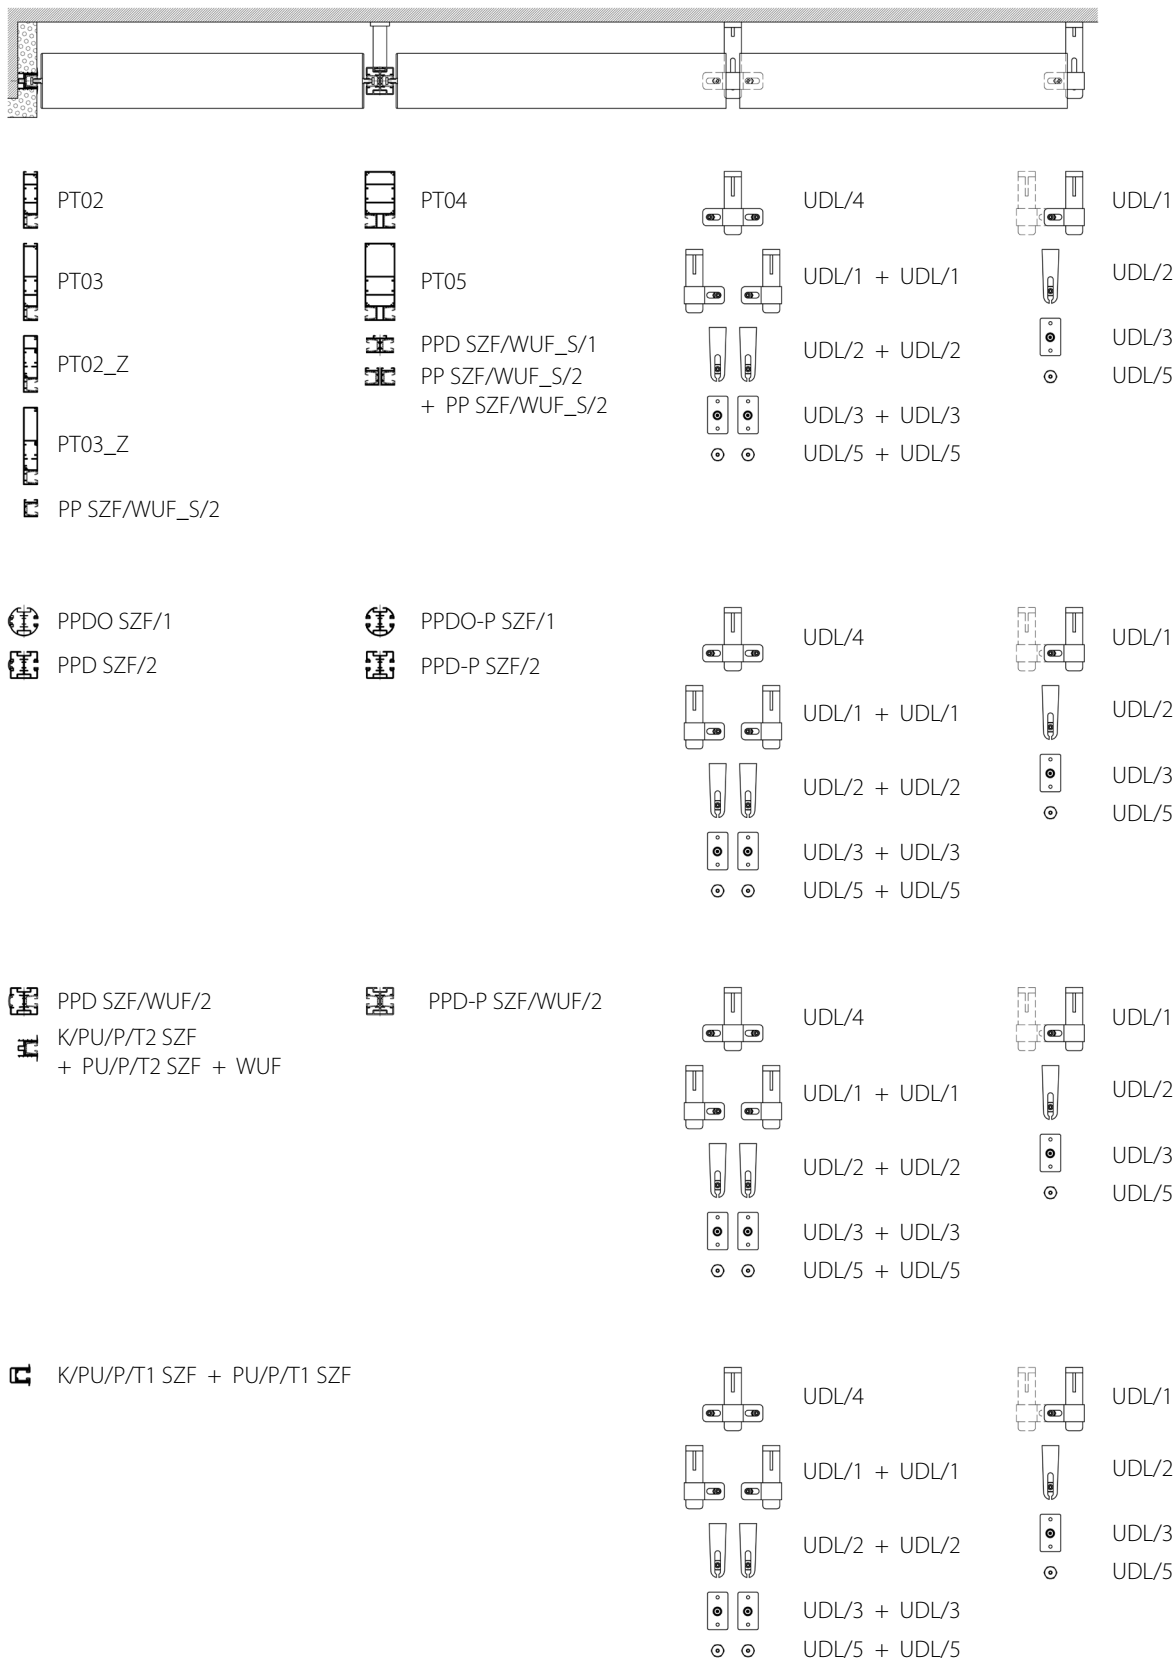 PT02
PT03
PT02_Z
PT03_Z
PP SZF/WUF_S/2
PT04
PT05
PPD SZF/WUF_S/1
PP SZF/WUF_S/2
+ PP SZF/WUF_S/2
UDL/4
UDL/1 + UDL/1
UDL/2 + UDL/2
UDL/3 + UDL/3
UDL/5 + UDL/5
UDL/1
UDL/2
UDL/3
UDL/5
PPDO SZF/1
PPD SZF/2
PPDO-P SZF/1
PPD-P SZF/2
UDL/4
UDL/1 + UDL/1
UDL/2 + UDL/2
UDL/3 + UDL/3
UDL/5 + UDL/5
UDL/1
UDL/2
UDL/3
UDL/5
PPD SZF/WUF/2
K/PU/P/T2 SZF
+ PU/P/T2 SZF + WUF
PPD-P SZF/WUF/2
UDL/4
UDL/1 + UDL/1
UDL/2 + UDL/2
UDL/3 + UDL/3
UDL/5 + UDL/5
UDL/1
UDL/2
UDL/3
UDL/5
K/PU/P/T1 SZF + PU/P/T1 SZF
UDL/4
UDL/1 + UDL/1
UDL/2 + UDL/2
UDL/3 + UDL/3
UDL/5 + UDL/5
UDL/1
UDL/2
UDL/3
UDL/5